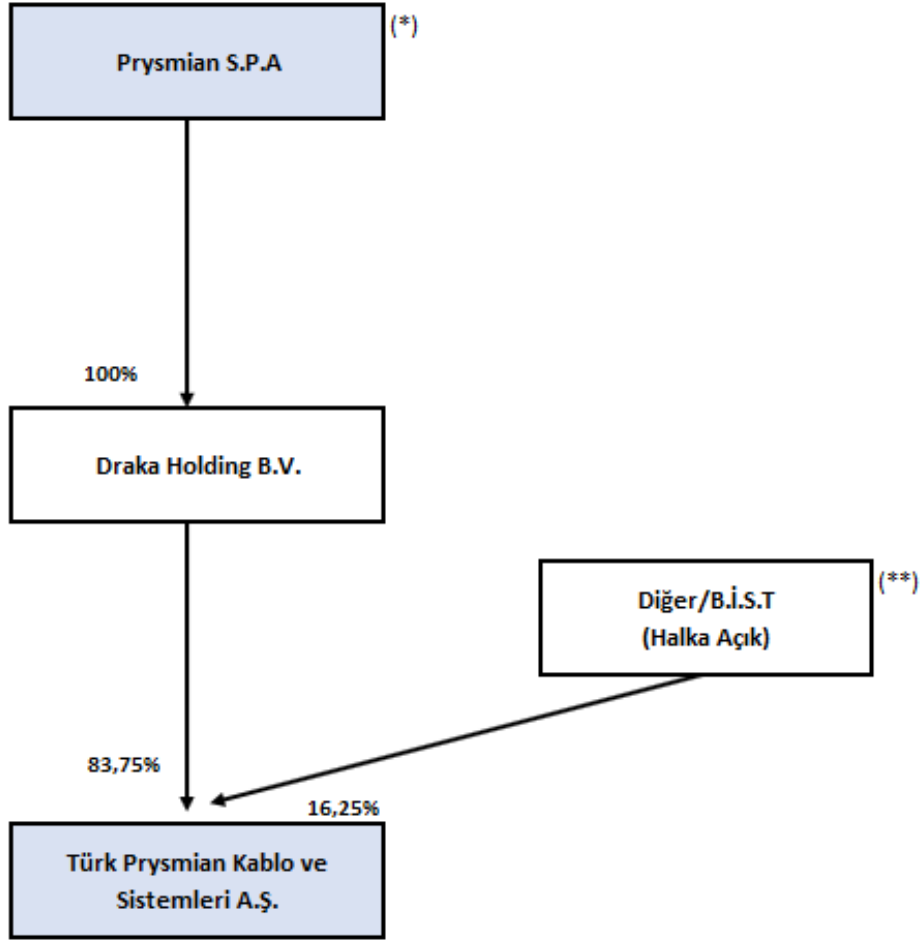 Prysmian S.P.A
(*)
100%
Draka Holding B.V.
Diğer/B.İ.S.T
(Halka Açık)
(**)
83,75%
16,25%
Türk Prysmian Kablo ve
Sistemleri A.Ş.